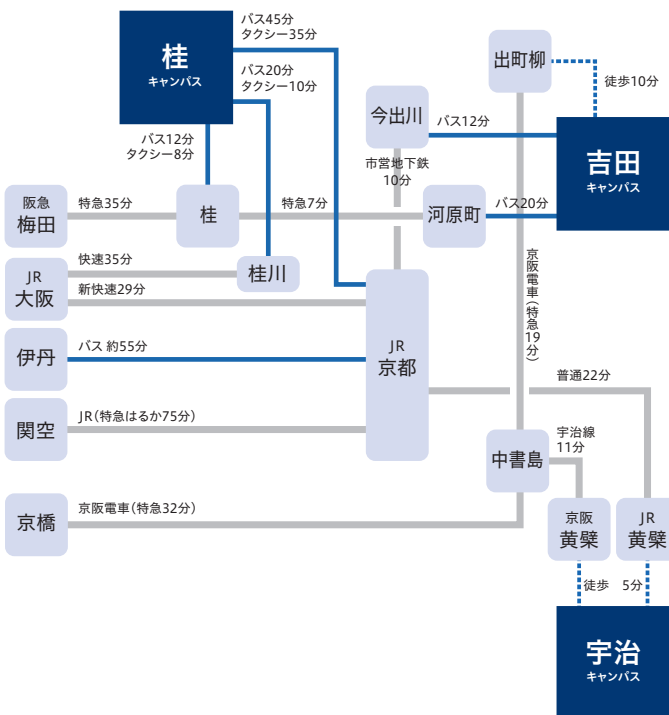 バス45分
タクシー35分
桂
キャンパス
バス20分
タクシー10分
出町柳
徒歩10分
今出川
バス12分
吉田
キャンパス
バス12分
タクシー8分
市営地下鉄
10分
阪急
梅田
特急35分
桂
特急7分
河原町
バス20分
JR
大阪
快速35分
新快速29分
桂川
京阪電車(特急19分)
伊丹
バス 約55分
JR
京都
普通22分
関空
JR(特急はるか75分)
中書島
宇治線
11分
京橋
京阪電車(特急32分)
京阪
黄檗
JR
黄檗
徒歩 5分
宇治
キャンパス